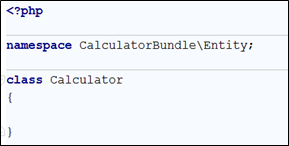 <?php
namespace CalculatorBundle\Entity;
class Calculator
{
}